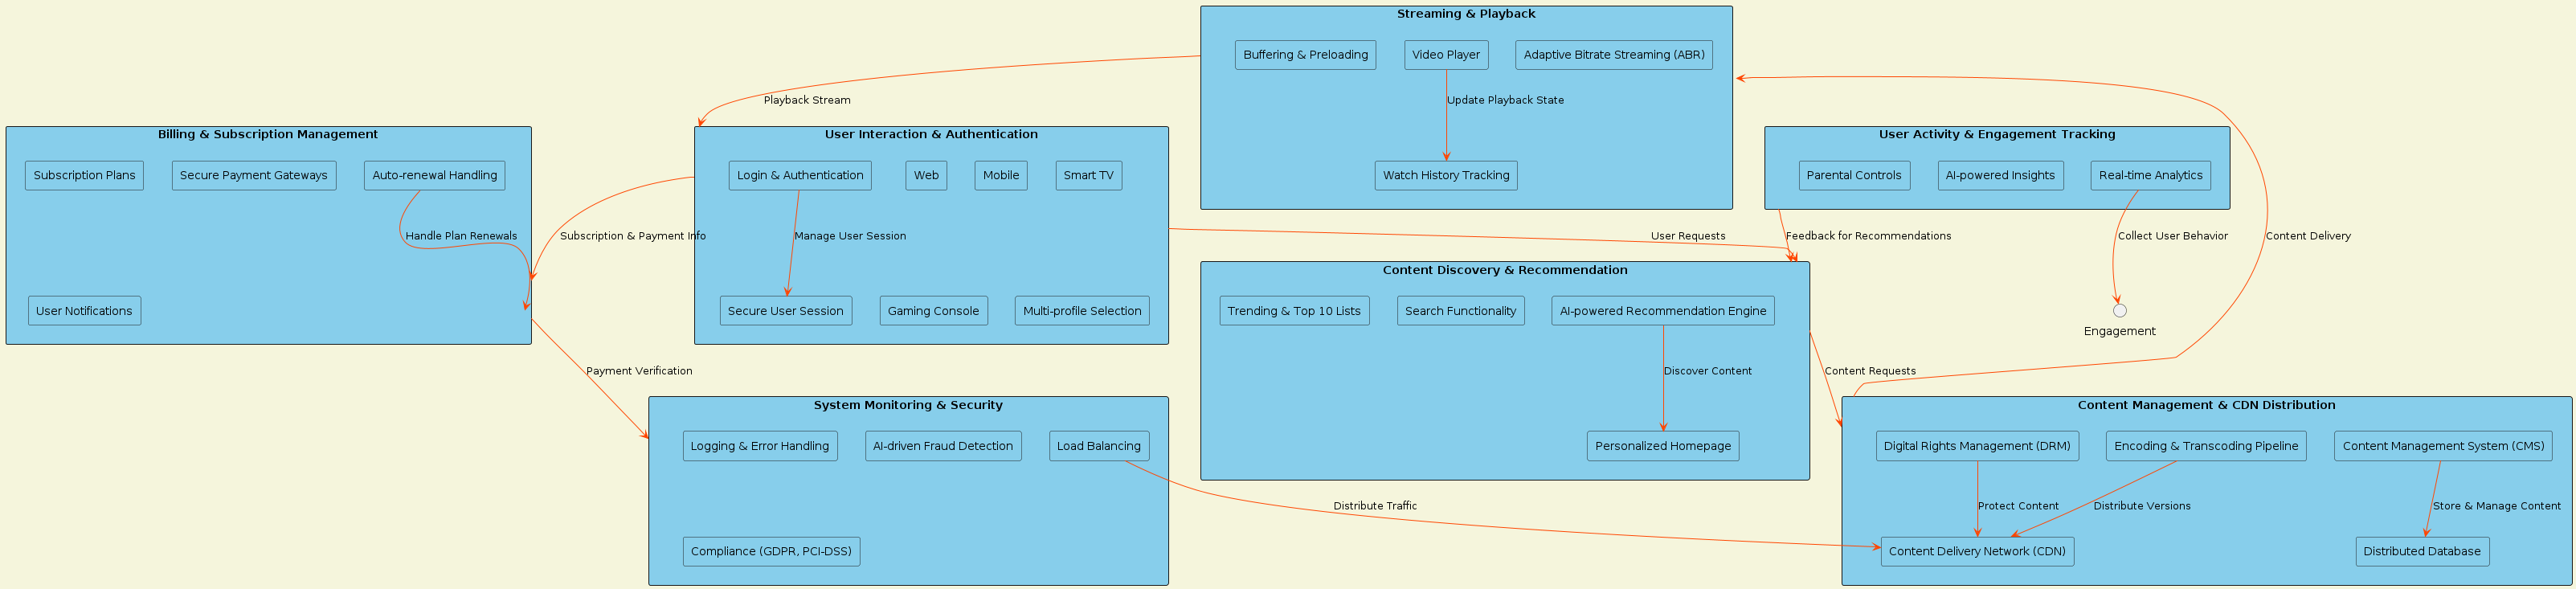 Streaming & Playback
Buffering & Preloading
Video Player
Adaptive Bitrate Streaming (ABR)
Update Playback State
Watch History Tracking
Playback Stream
Billing & Subscription Management
Subscription Plans
Secure Payment Gateways
Auto-renewal Handling
Handle Plan Renewals
User Notifications
User Interaction & Authentication
Login & Authentication
Web
Mobile
Smart TV
Subscription & Payment Info
Manage User Session
Secure User Session
Gaming Console
Multi-profile Selection
User Requests
User Activity & Engagement Tracking
Parental Controls
AI-powered Insights
Real-time Analytics
Feedback for Recommendations
Collect User Behavior
Content Delivery
Engagement
Content Discovery & Recommendation
Trending & Top 10 Lists
Search Functionality
AI-powered Recommendation Engine
Discover Content
Personalized Homepage
Payment Verification
Content Requests
System Monitoring & Security
Logging & Error Handling
AI-driven Fraud Detection
Load Balancing
Distribute Traffic
Compliance (GDPR, PCI-DSS)
Content Management & CDN Distribution
Digital Rights Management (DRM)
Encoding & Transcoding Pipeline
Content Management System (CMS)
Protect Content
Distribute Versions
Store & Manage Content
Content Delivery Network (CDN)
Distributed Database